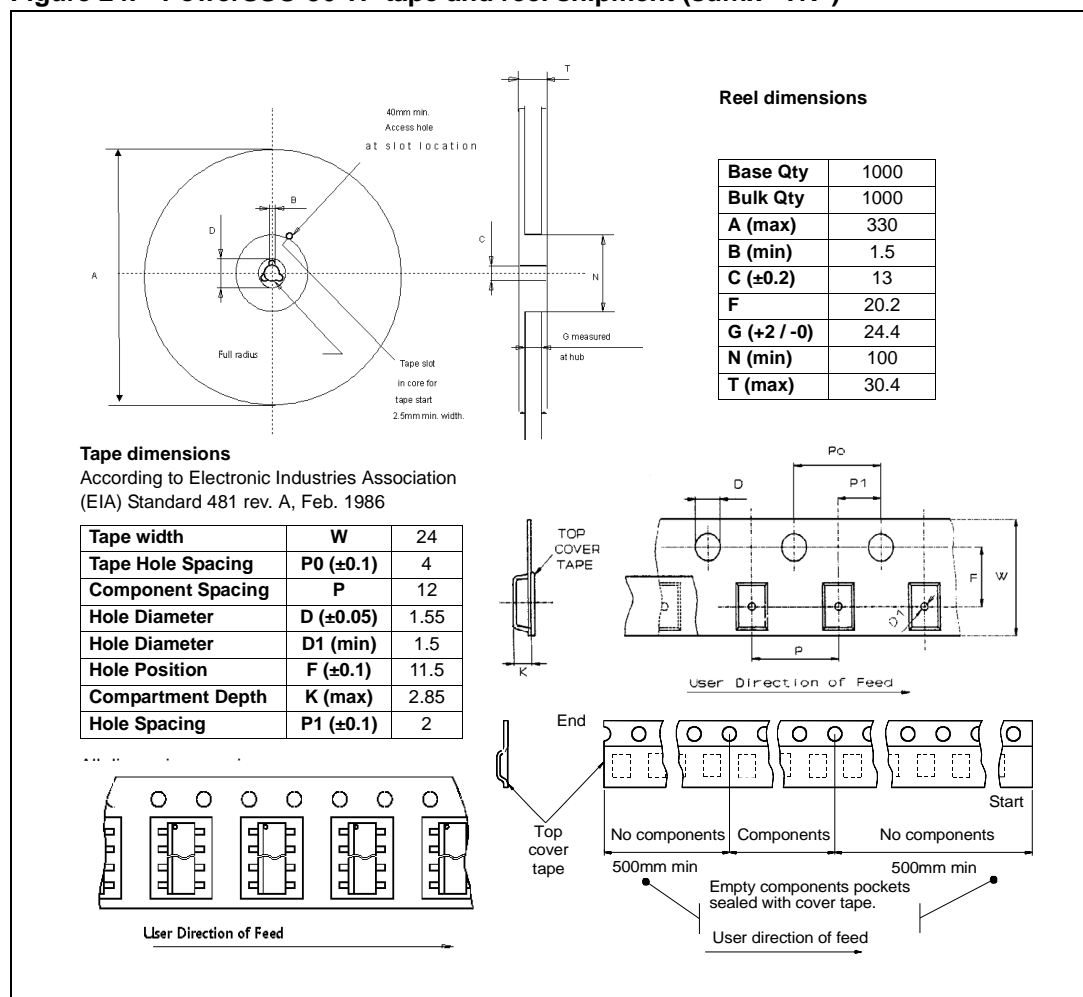 T
40mm min.
Access hole
at slot location
B
D
A
C
N
G measured
at hub
Full radius
Tape slot
in core for
tape start
2.5mm min. width.
Reel dimensions
Base Qty 1000
Bulk Qty 1000
A (max) 330
B (min) 1.5
C (±0.2) 13
F 20.2
G (+2 / -0) 24.4
N (min) 100
T (max) 30.4
Tape dimensions
According to Electronic Industries Association
(EIA) Standard 481 rev. A, Feb. 1986
Tape width W 24
Tape Hole Spacing P0 (±0.1) 4
Component Spacing P 12
Hole Diameter D (±0.05) 1.55
Hole Diameter D1 (min) 1.5
Hole Position F (±0.1) 11.5
Compartment Depth K (max) 2.85
Hole Spacing P1 (±0.1) 2
Po
D
P1
TOP
COVER
TAPE
F
W
D1
K
P
User Direction of Feed
End
Start
Top
cover
tape
No components
Components
No components
500mm min
500mm min
Empty components pockets
sealed with cover tape.
User direction of feed
User Direction of Feed